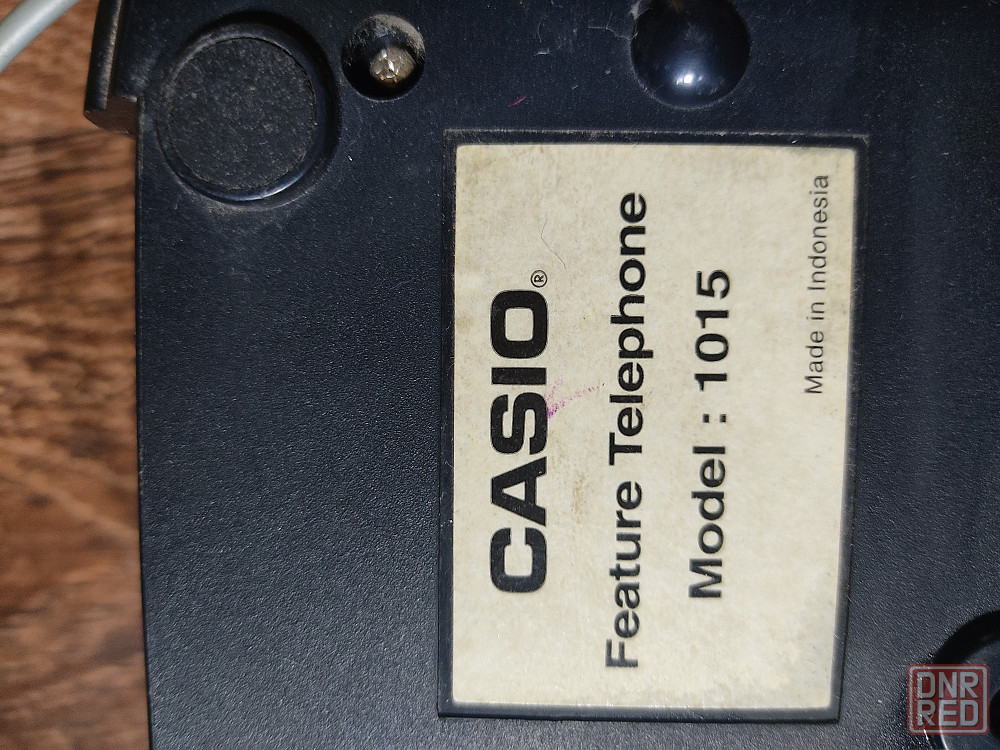 CASIO®
Feature Telephone
Model : 1015
Made in Indonesia
DNR
RED